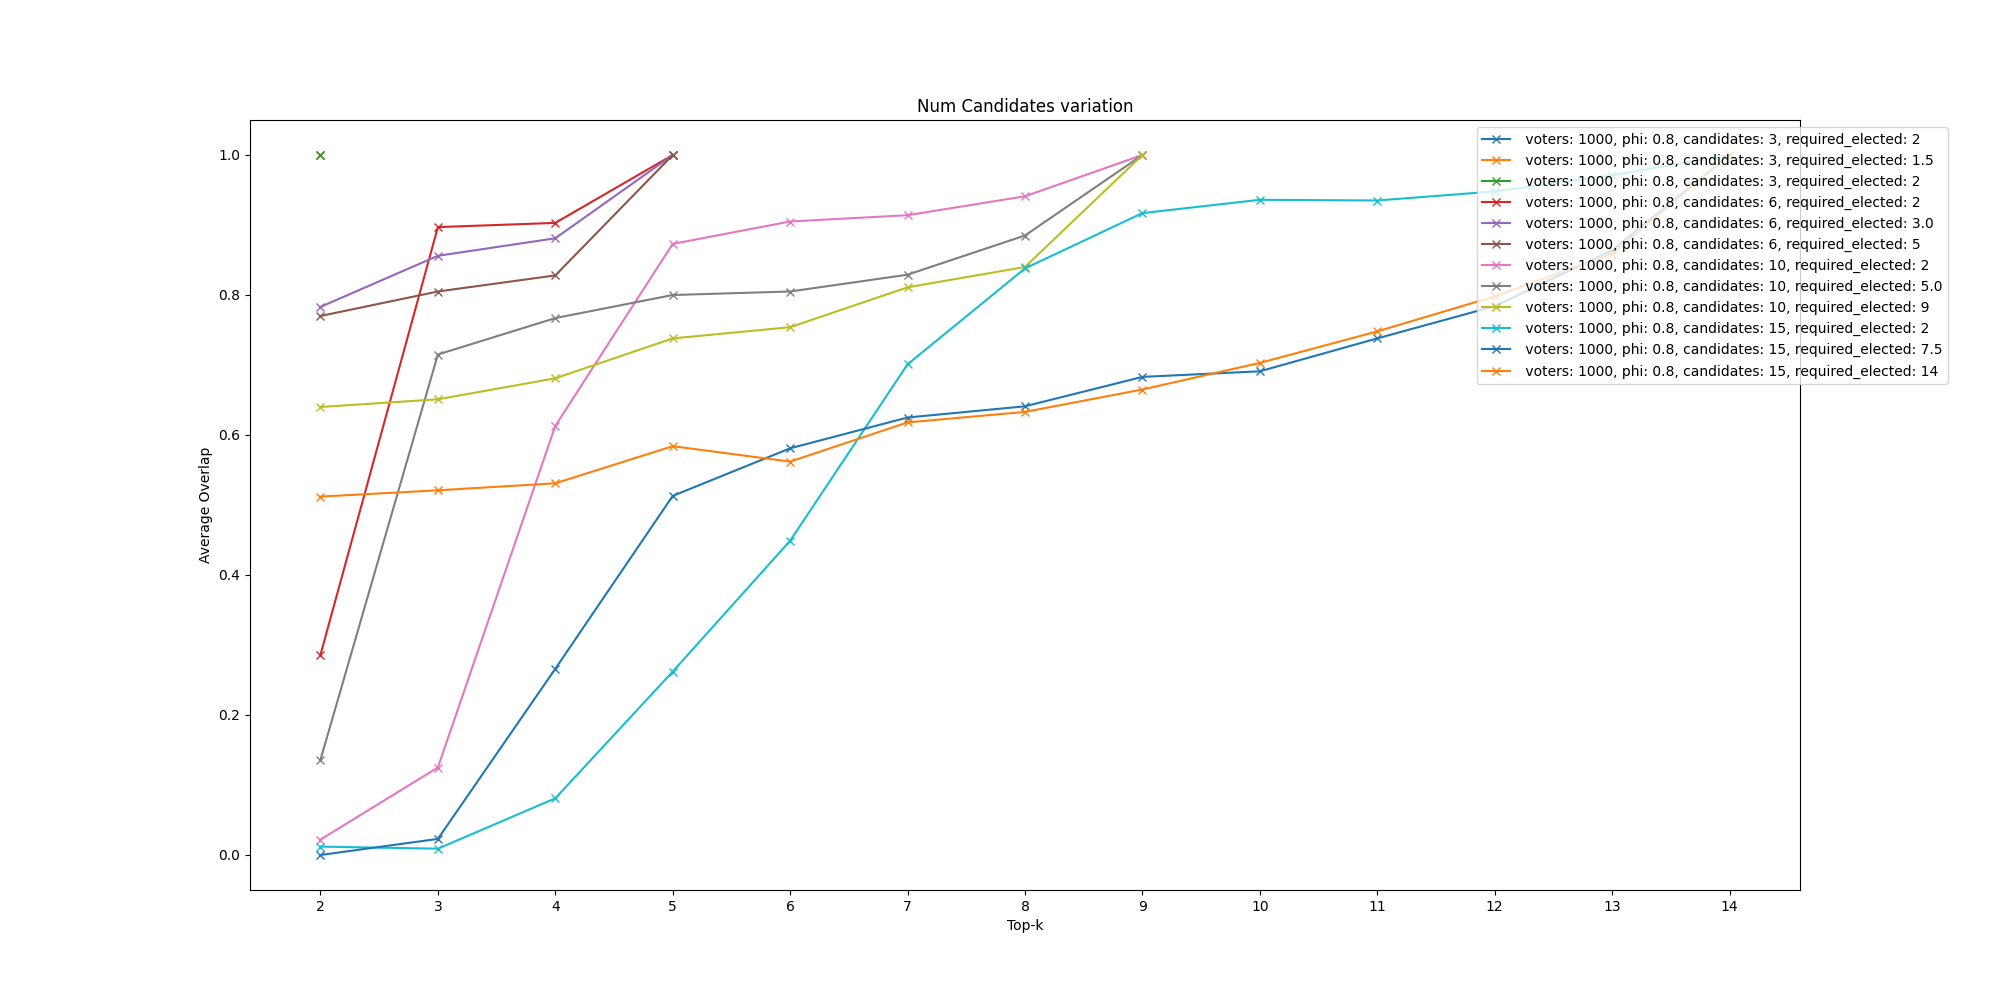 Num Candidates variation
1.0
0.8
0.6
0.4
0.2
0.0
Average Overlap
voters: 1000, phi: 0.8, candidates: 3, required_elected: 2
voters: 1000, phi: 0.8, candidates: 3, required_elected: 1.5
voters: 1000, phi: 0.8, candidates: 3, required_elected: 2
voters: 1000, phi: 0.8, candidates: 6, required_elected: 2
voters: 1000, phi: 0.8, candidates: 6, required_elected: 3.0
voters: 1000, phi: 0.8, candidates: 6, required_elected: 5
voters: 1000, phi: 0.8, candidates: 10, required_elected: 2
voters: 1000, phi: 0.8, candidates: 10, required_elected: 5.0
voters: 1000, phi: 0.8, candidates: 10, required_elected: 9
voters: 1000, phi: 0.8, candidates: 15, required_elected: 2
voters: 1000, phi: 0.8, candidates: 15, required_elected: 7.5
voters: 1000, phi: 0.8, candidates: 15, required_elected: 14
2 3 4 5 6 7 8 9 10 11 12 13 14
Top-k